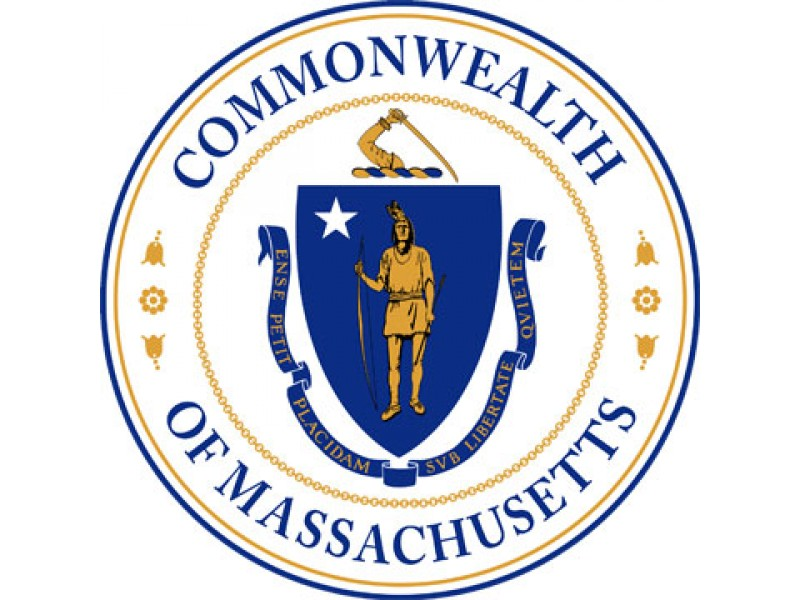 COMMONWEALTH
OF MASSACHUSETTS
ENSE PETIT
PLACIDAM
SVB LIBERTATE
QVIETEM